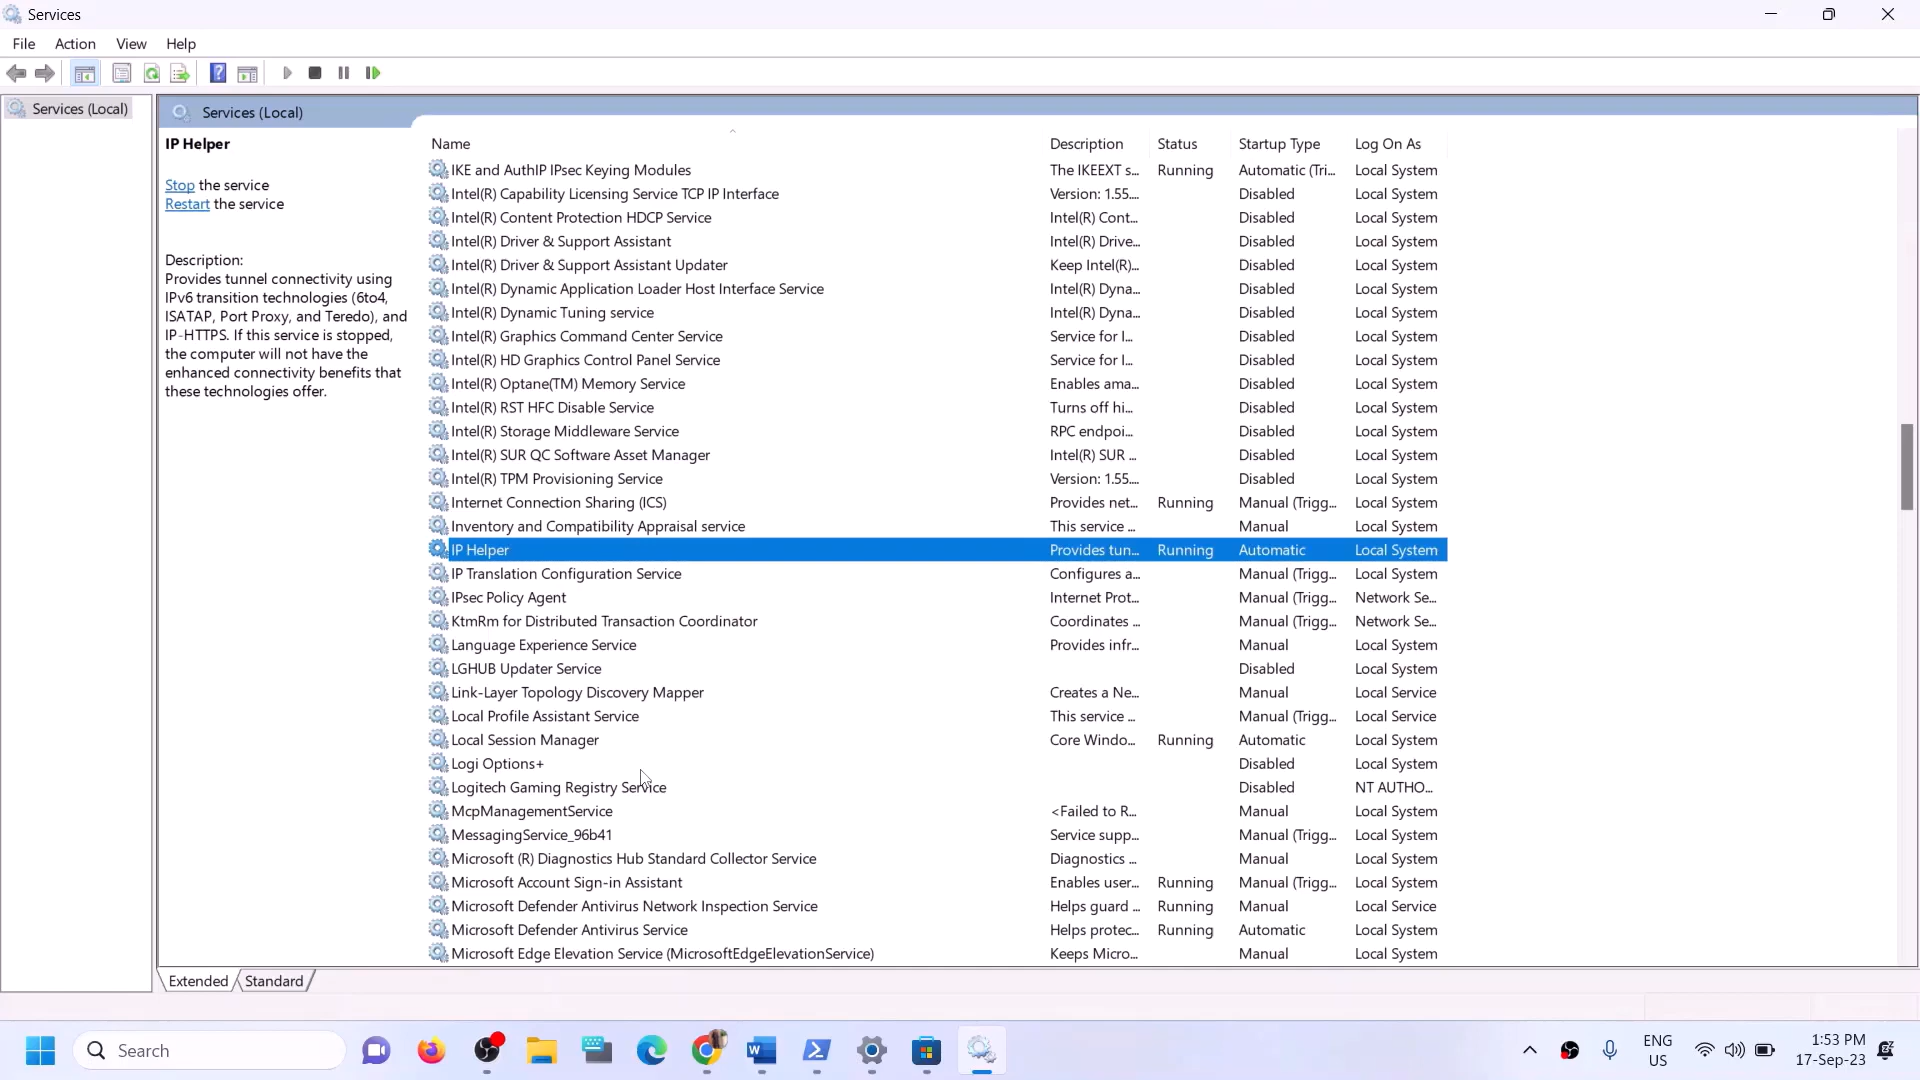 Services
File Action View Help
Services (Local)
Services (Local)
IP Helper
Stop the service
Restart the service
Description:
Provides tunnel connectivity using
IPv6 transition technologies (6to4,
ISATAP, Port Proxy, and Teredo), and
IP-HTTPS. If this service is stopped,
the computer will not have the
enhanced connectivity benefits that
these technologies offer.
Name Description Status Startup Type Log On As
IKE and AuthIP IPsec Keying Modules The IKEEXT s... Running Automatic (Tri... Local System
Intel(R) Capability Licensing Service TCP IP Interface Version: 1.55.... Disabled Local System
Intel(R) Content Protection HDCP Service Intel(R) Cont... Disabled Local System
Intel(R) Driver & Support Assistant Intel(R) Drive... Disabled Local System
Intel(R) Driver & Support Assistant Updater Keep Intel(R)... Disabled Local System
Intel(R) Dynamic Application Loader Host Interface Service Intel(R) Dyna... Disabled Local System
Intel(R) Dynamic Tuning service Intel(R) Dyna... Disabled Local System
Intel(R) Graphics Command Center Service Service for I... Disabled Local System
Intel(R) HD Graphics Control Panel Service Service for I... Disabled Local System
Intel(R) Optane(TM) Memory Service Enables ama... Disabled Local System
Intel(R) RST HFC Disable Service Turns off hi... Disabled Local System
Intel(R) Storage Middleware Service RPC endpoi... Disabled Local System
Intel(R) SUR QC Software Asset Manager Intel(R) SUR ... Disabled Local System
Intel(R) TPM Provisioning Service Version: 1.55.... Disabled Local System
Internet Connection Sharing (ICS) Provides net... Running Manual (Trigg... Local System
Inventory and Compatibility Appraisal service This service ... Manual Local System
IP Helper Provides tun... Running Automatic Local System
IP Translation Configuration Service Configures a... Manual (Trigg... Local System
IPsec Policy Agent Internet Prot... Manual (Trigg... Network Se...
KtmRm for Distributed Transaction Coordinator Coordinates ... Manual (Trigg... Network Se...
Language Experience Service Provides infr... Manual Local System
LGHUB Updater Service Disabled Local System
Link-Layer Topology Discovery Mapper Creates a Ne... Manual Local Service
Local Profile Assistant Service This service ... Manual (Trigg... Local Service
Local Session Manager Core Windo... Running Automatic Local System
Logi Options+ Disabled Local System
Logitech Gaming Registry Service Disabled NT AUTHO...
McpManagementService <Failed to R... Manual Local System
MessagingService_96b41 Service supp... Manual (Trigg... Local System
Microsoft (R) Diagnostics Hub Standard Collector Service Diagnostics ... Manual Local System
Microsoft Account Sign-in Assistant Enables user... Running Manual (Trigg... Local System
Microsoft Defender Antivirus Network Inspection Service Helps guard ... Running Manual Local Service
Microsoft Defender Antivirus Service Helps protec... Running Automatic Local System
Microsoft Edge Elevation Service (MicrosoftEdgeElevationService) Keeps Micro... Manual Local System
Extended Standard
Search
ENG
US
1:53 PM
17-Sep-23